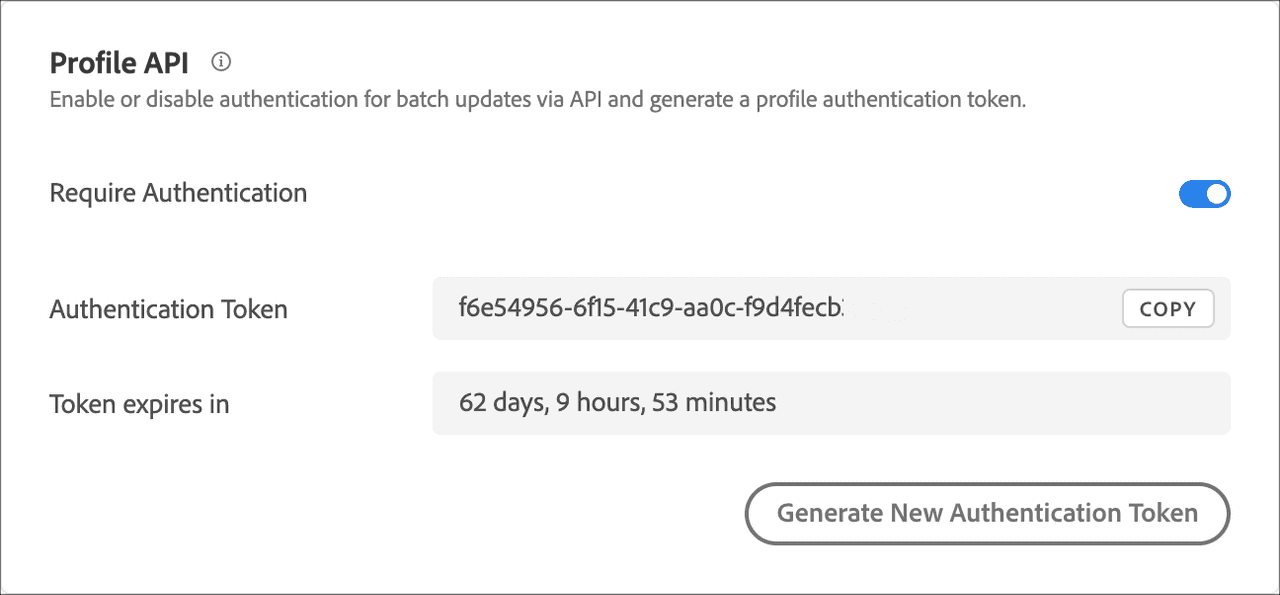 Profile API
Enable or disable authentication for batch updates via API and generate a profile authentication token.
Require Authentication
Authentication Token
f6e54956-6f15-41c9-aa0c-f9d4fecb
COPY
Token expires in
62 days, 9 hours, 53 minutes
Generate New Authentication Token